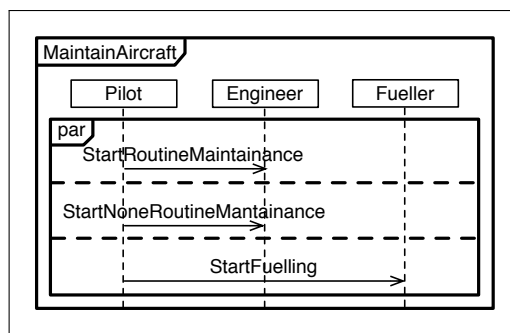 MaintainAircraft
Pilot Engineer Fueller
par
StartRoutineMaintainance
StartNoneRoutineMantainance
StartFuelling